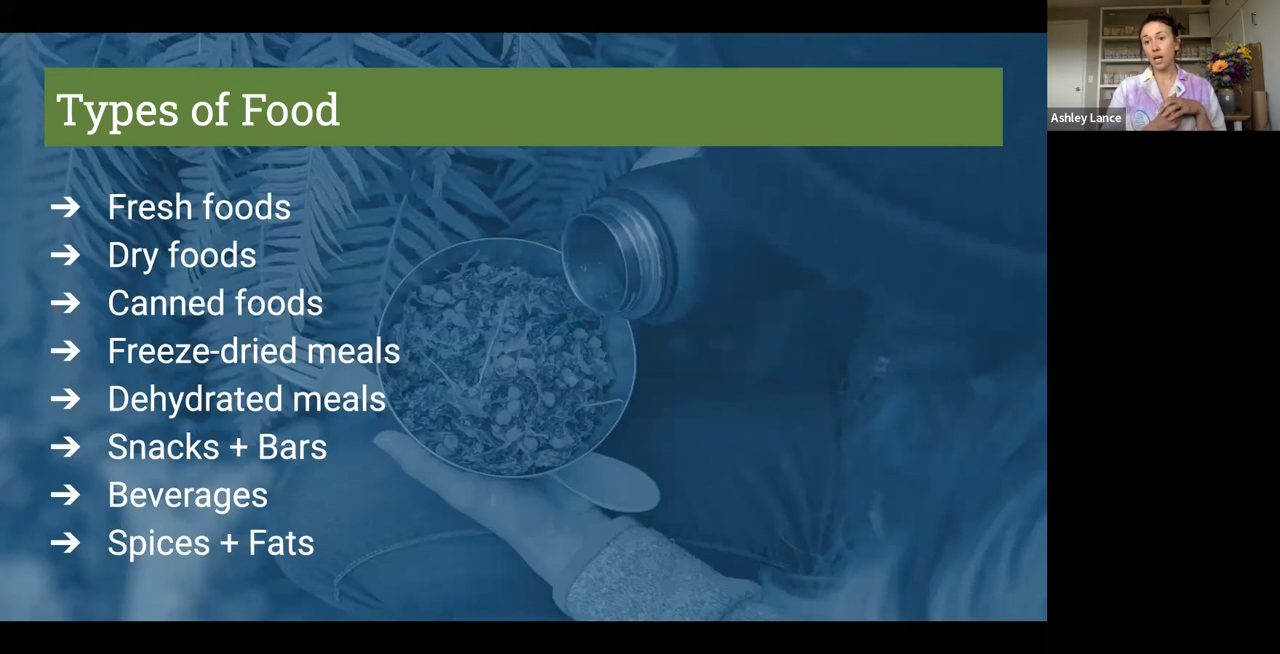 Types of Food
➔ Fresh foods
➔ Dry foods
➔ Canned foods
➔ Freeze-dried meals
➔ Dehydrated meals
➔ Snacks + Bars
➔ Beverages
➔ Spices + Fats
Ashley Lance